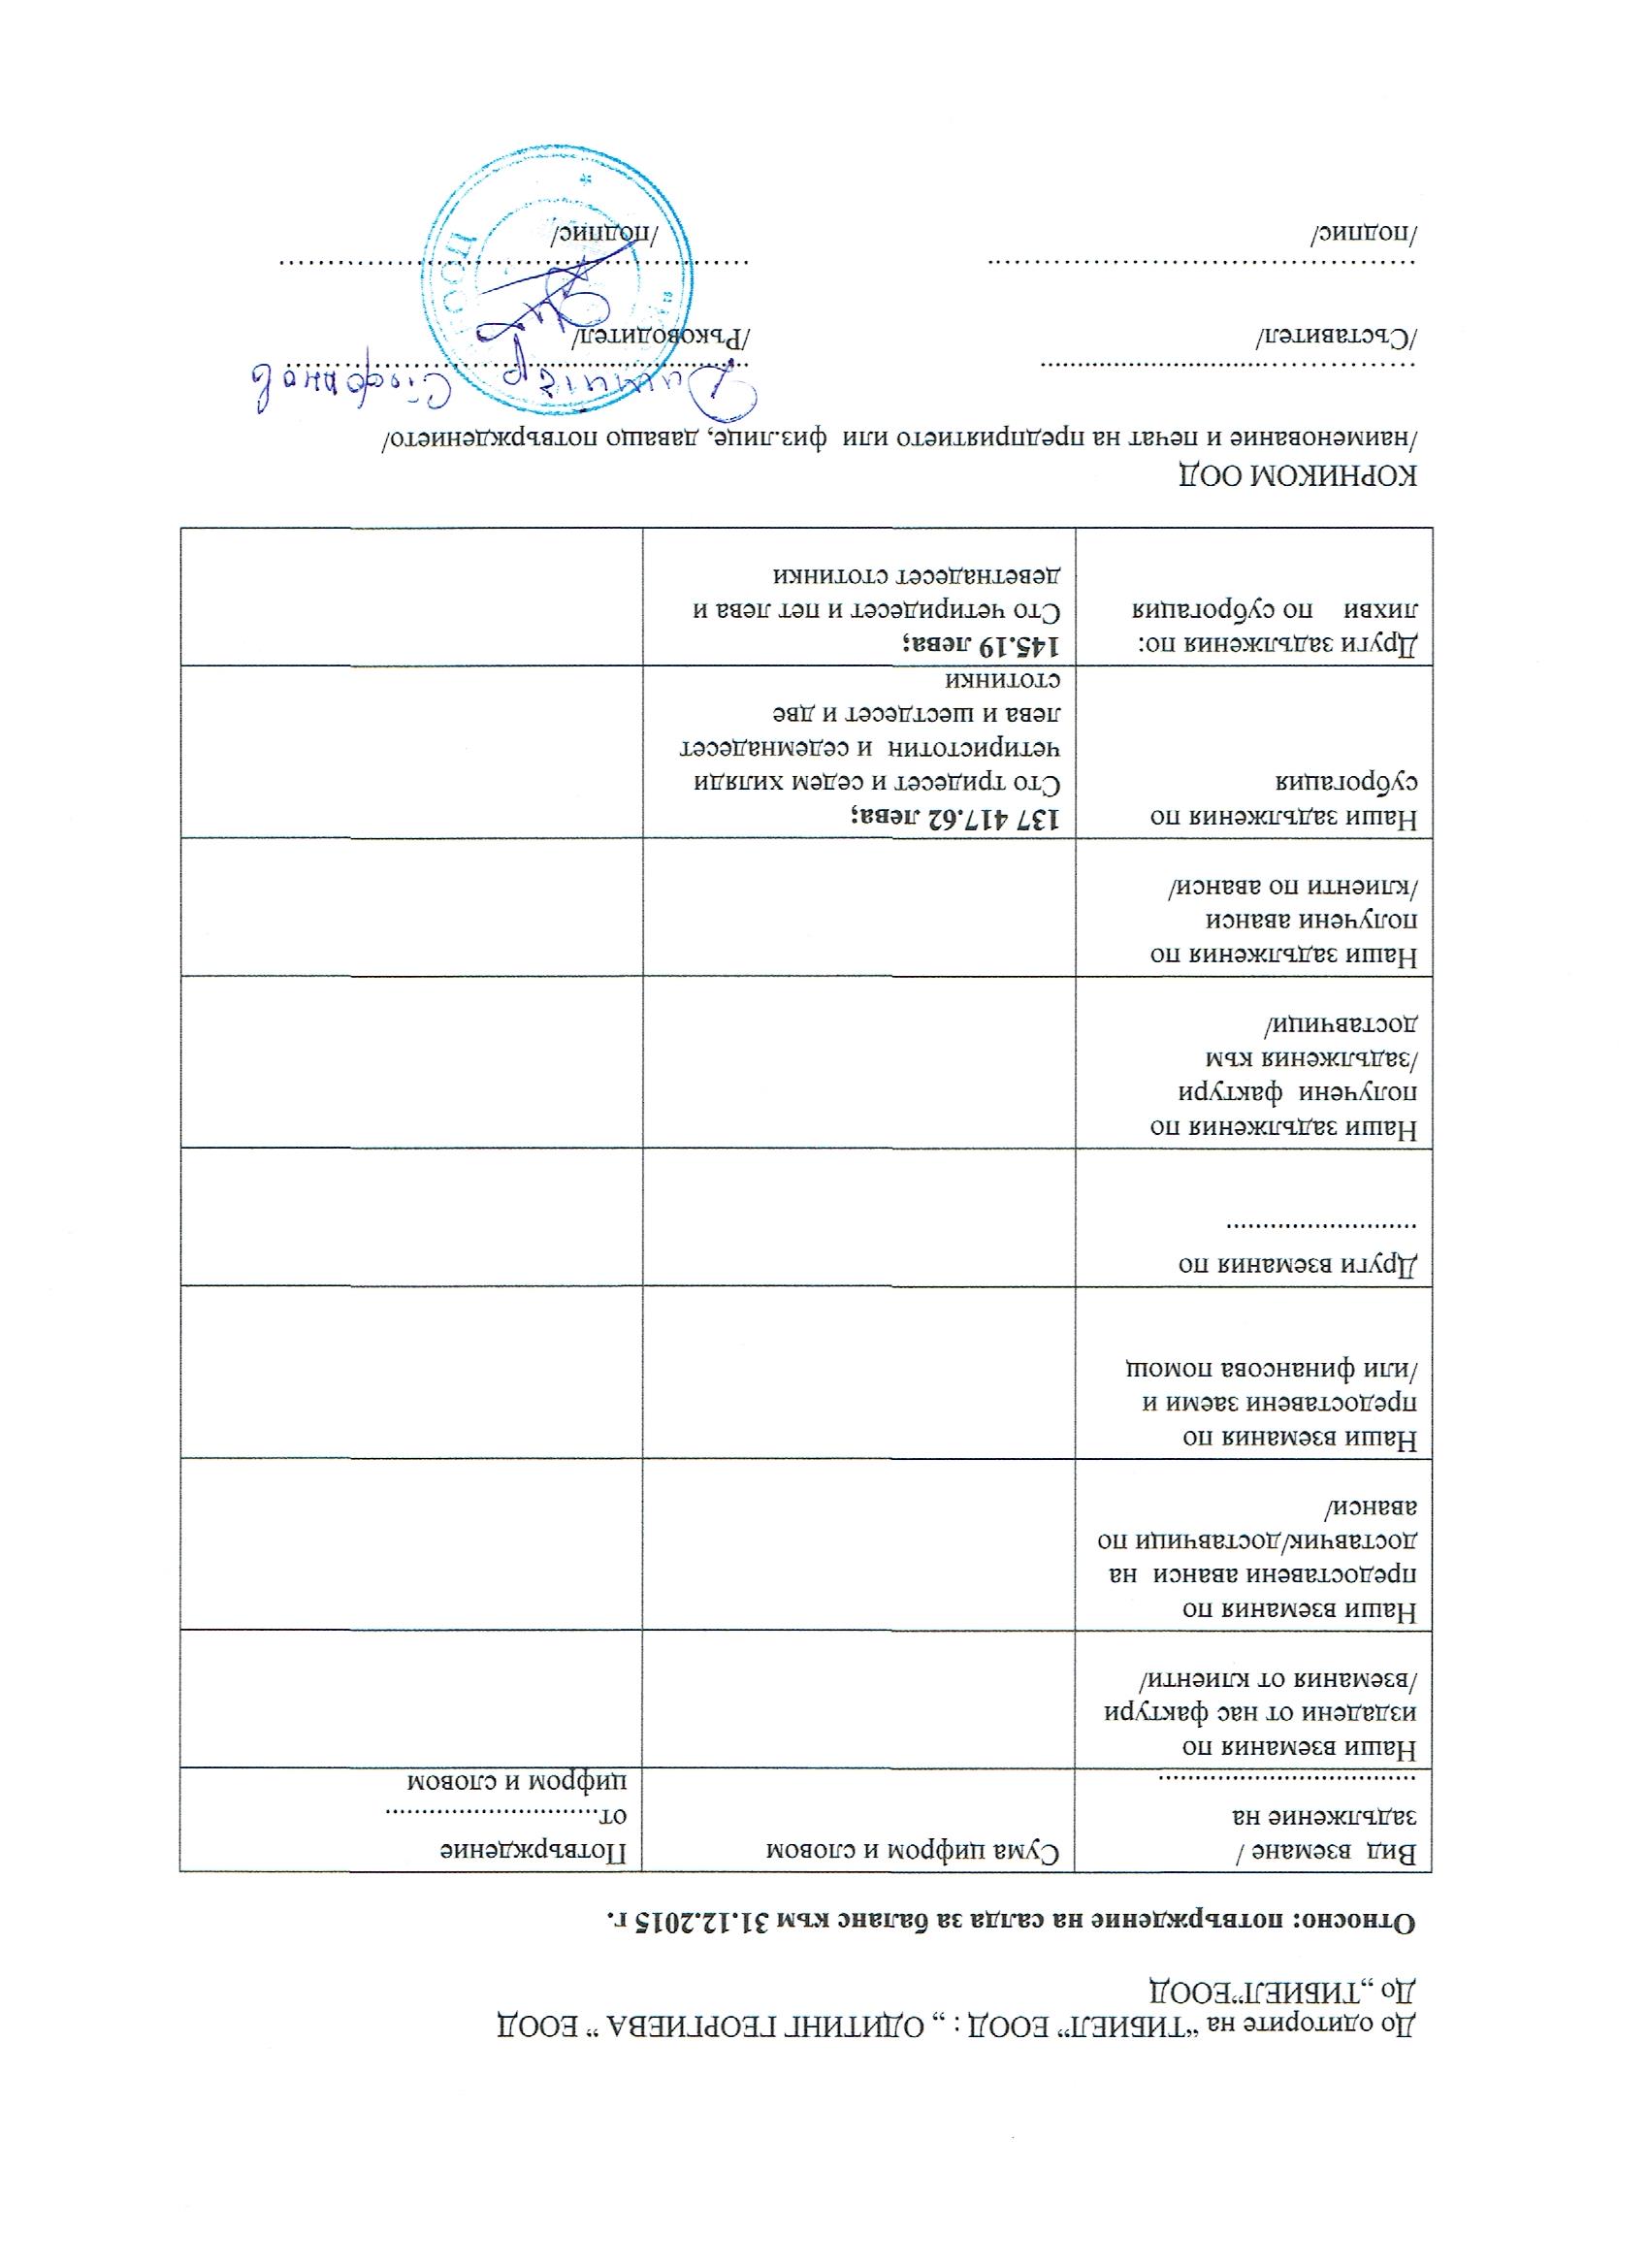 До одиторите на “ТИБИЕЛ“ ЕООД : „ ОДИТИНГ ГЕОРГИЕВА ” ЕООД
До „ТИБИЕЛ“ЕООД
Относно: потвърждение на салда за баланс към 31.12.2015 г.
Вид вземане /
задължение на
....................................
Сума цифром и словом
Потвърждение
от..............................
цифром и словом
Наши вземания по
издадени от нас фактури
/вземания от клиенти/
Наши вземания по
предоставени аванси на
доставчик/доставчици по
аванси/
Наши вземания по
предоставени заеми и
/или финансова помощ
Други вземания по
...........................
Наши задължения по
получени фактури
/задължения към
доставчици/
Наши задължения по
получени аванси
/клиенти по аванси/
Наши задължения по
суброгация
137 417.62 лева;
Сто тридесет и седем хиляди
четиристотин и седемнадесет
лева и шестдесет и две
стотинки
Други задължения по:
лихви по суброгация
145.19 лева;
Сто четиридесет и пет лева и
деветнадесет стотинки
КОРНИКОМ ООД
/наименование и печат на предприятието или физ.лице, даващо потвърждението/
Димитър Стефанов
/Съставител/
/Ръководител/
/подпис/
/подпис/
ООД